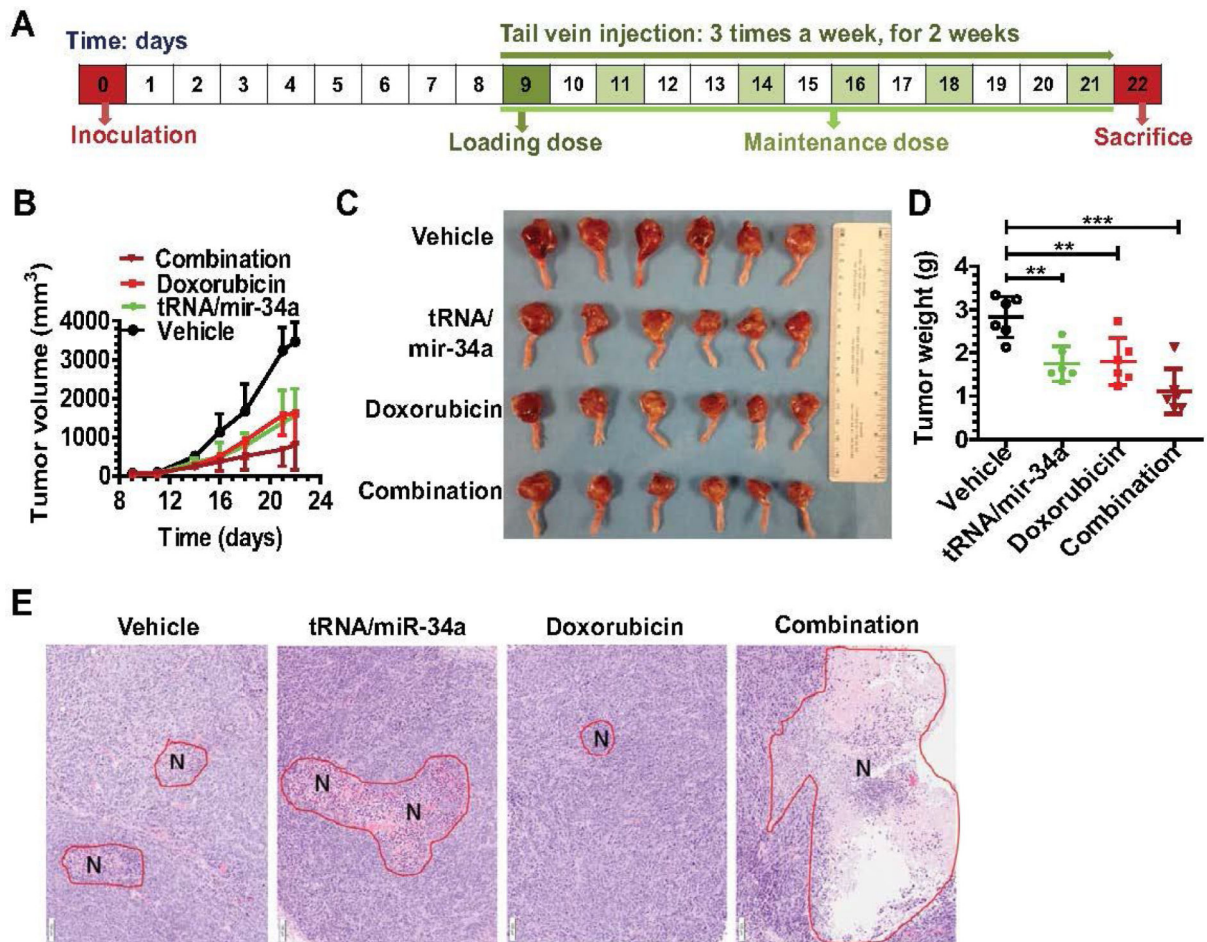 A
Time: days
Tail vein injection: 3 times a week, for 2 weeks
0 1 2 3 4 5 6 7 8 9 10 11 12 13 14 15 16 17 18 19 20 21 22
Inoculation
Loading dose
Maintenance dose
Sacrifice
B
Combination
Doxorubicin
tRNA/mir-34a
Vehicle
Tumor volume (mm³)
4000
3000
2000
1000
0
8 12 16 20 24
Time (days)
C
Vehicle
tRNA/
mir-34a
Doxorubicin
Combination
D
***
**
**
Tumor weight (g)
4
3
2
1
0
Vehicle
tRNA/mir-34a
Doxorubicin
Combination
E
Vehicle
tRNA/miR-34a
Doxorubicin
Combination
N
N
N
N
N
N